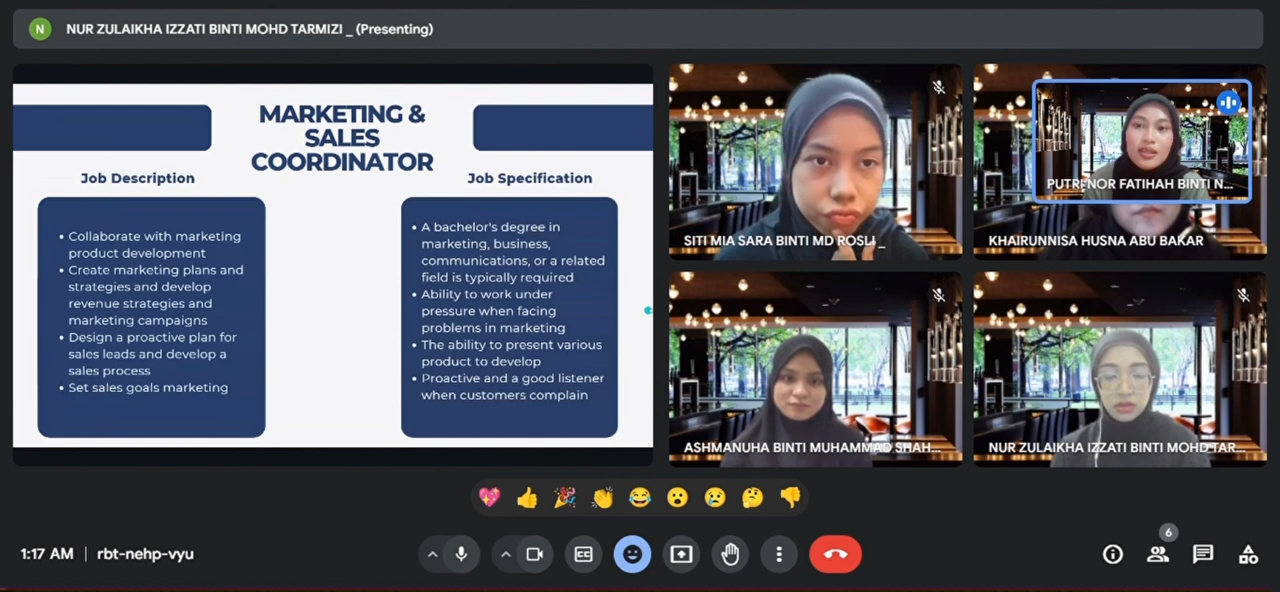 N
NUR ZULAIKHA IZZATI BINTI MOHD TARMIZI _ (Presenting)
MARKETING &
SALES
COORDINATOR
Job Description
• Collaborate with marketing
product development
• Create marketing plans and
strategies and develop
revenue strategies and
marketing campaigns
• Design a proactive plan for
sales leads and develop a
sales process
• Set sales goals marketing
Job Specification
• A bachelor's degree in
marketing, business,
communications, or a related
field is typically required
• Ability to work under
pressure when facing
problems in marketing
• The ability to present various
product to develop
• Proactive and a good listener
when customers complain
SITI MIA SARA BINTI MD ROSLI _
PUTRI NOR FATIHAH BINTI N...
KHAIRUNNISA HUSNA ABU BAKAR
ASHMANUHA BINTI MUHAMMAD SHAH...
NUR ZULAIKHA IZZATI BINTI MOHD TAR...
1:17 AM | rbt-nehp-vyu
CC
6